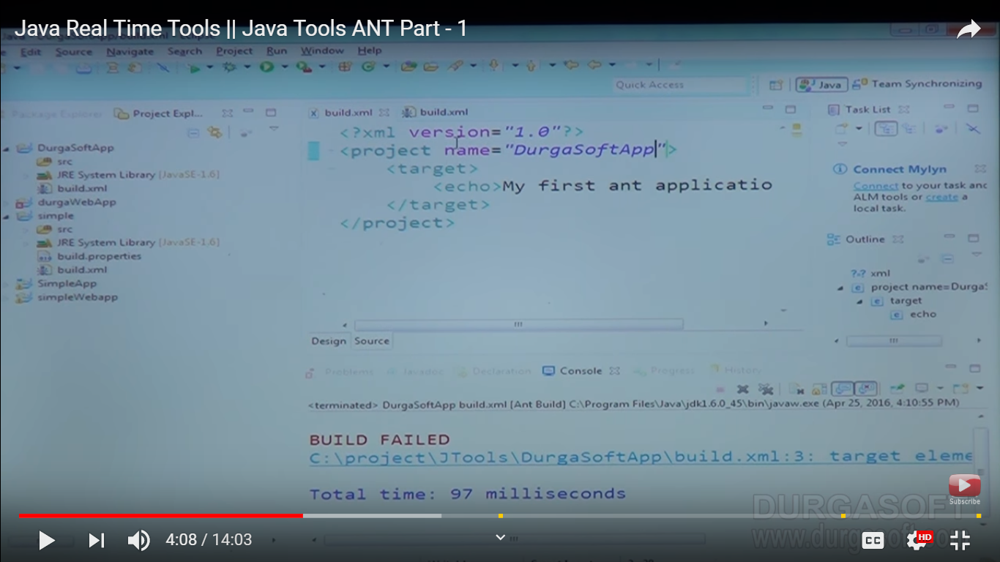 Java Real Time Tools || Java Tools ANT Part - 1
Edit Source Navigate Search Project Run Window Help
Quick Access
Java
Team Synchronizing
Package Explorer
Project Expl...
DurgaSoftApp
src
JRE System Library [JavaSE-1.6]
build.xml
durgaWebApp
simple
src
JRE System Library [JavaSE-1.6]
build.properties
build.xml
SimpleApp
simpleWebapp
build.xml
build.xml
<?xml version="1.0"?>
<project name="DurgaSoftApp">
<target>
<echo>My first ant applicatio
</target>
</project>
Design Source
Task List
Connect Mylyn
Connect to your task and
ALM tools or create a
local task.
Outline
xml
project name=DurgaS
target
echo
Problems
Javadoc
Declaration
Console
Progress
History
<terminated> DurgaSoftApp build.xml [Ant Build] C:\Program Files\Java\jdk1.6.0_45\bin\javaw.exe (Apr 25, 2016, 4:10:55 PM)
BUILD FAILED
C:\project\JTools\DurgaSoftApp\build.xml:3: target eleme
Total time: 97 milliseconds
Subscribe
DURGASOFT
www.durgasoft.com
4:08 / 14:03
CC
HD